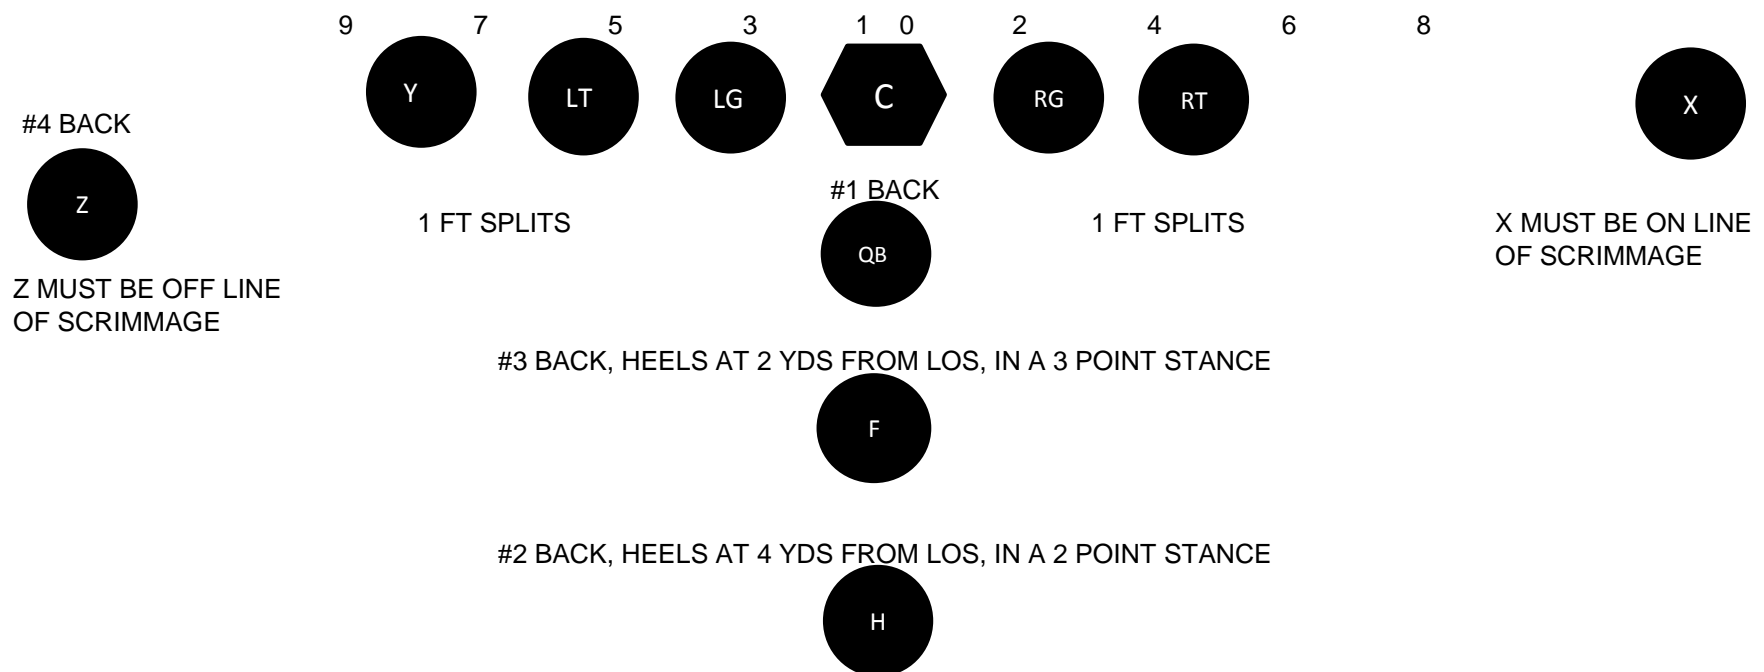 9 7 5 3 1 0 2 4 6 8
Y LT LG C RG RT X
#4 BACK
Z
#1 BACK
1 FT SPLITS
1 FT SPLITS
X MUST BE ON LINE
OF SCRIMMAGE
QB
Z MUST BE OFF LINE
OF SCRIMMAGE
#3 BACK, HEELS AT 2 YDS FROM LOS, IN A 3 POINT STANCE
F
#2 BACK, HEELS AT 4 YDS FROM LOS, IN A 2 POINT STANCE
H